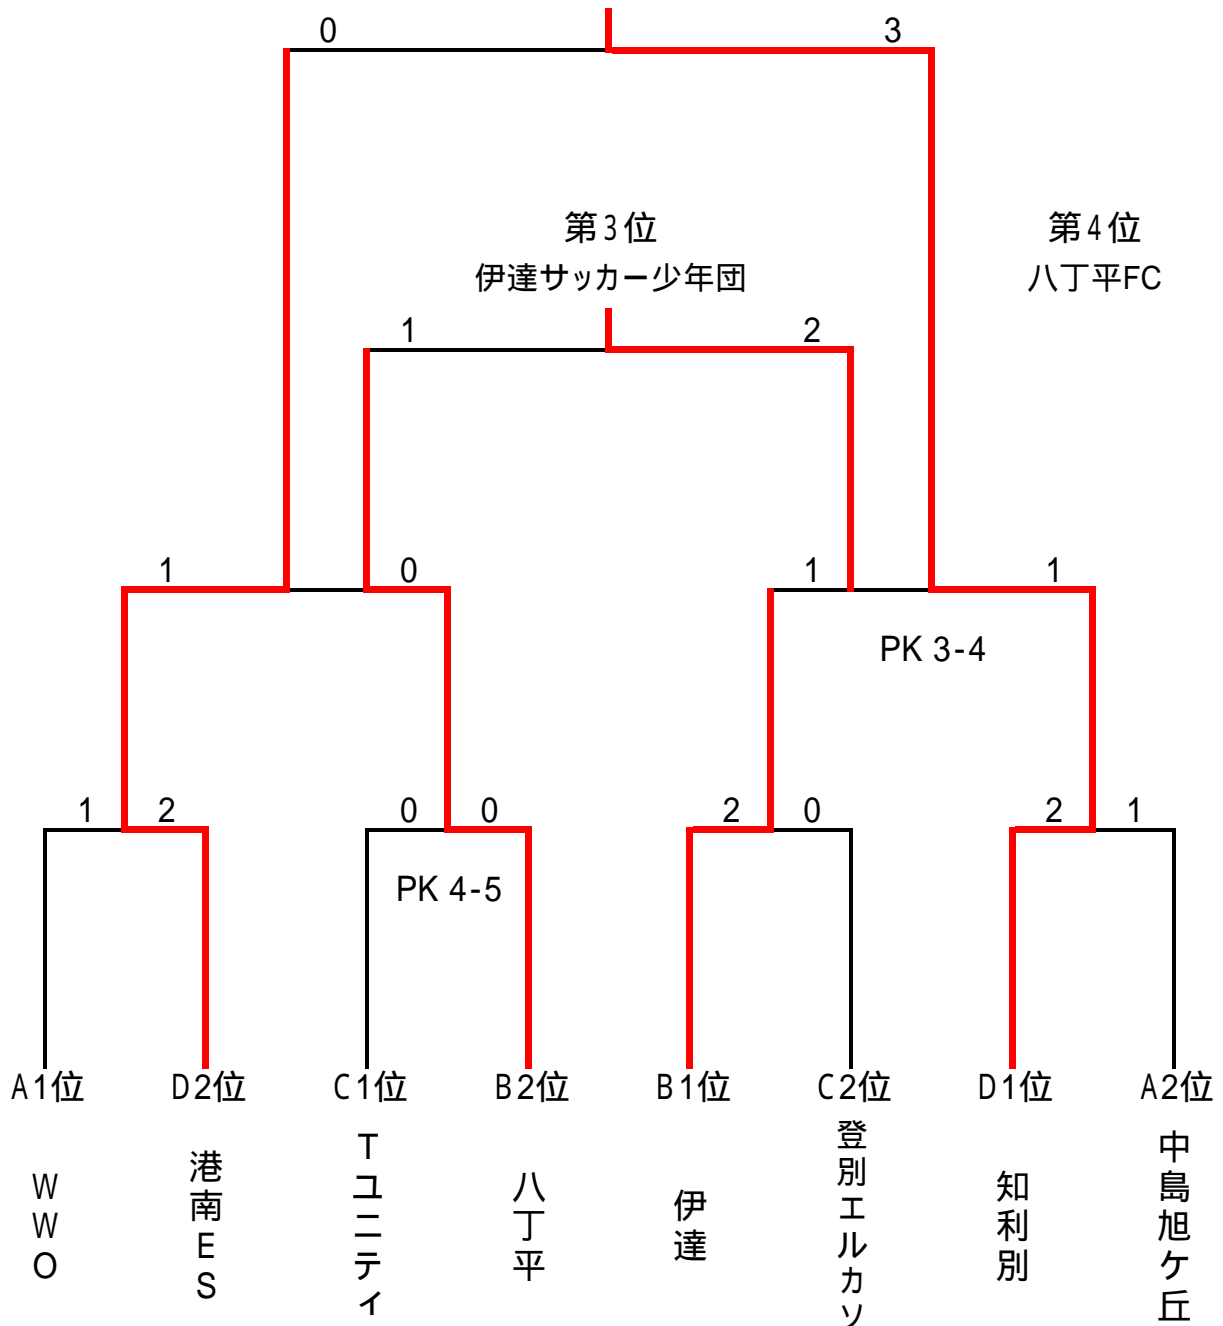 0 3
第3位 第4位
伊達サッカー少年団 八丁平FC
1 2
1 0 1 1
PK 3-4
1 2 0 0 2 0 2 1
PK 4-5
A1位 D2位 C1位 B2位 B1位 C2位 D1位 A2位
WWO
港南ES
Tユニティ
八丁平
伊達
登別エルカソ
知利別
中島旭ケ丘